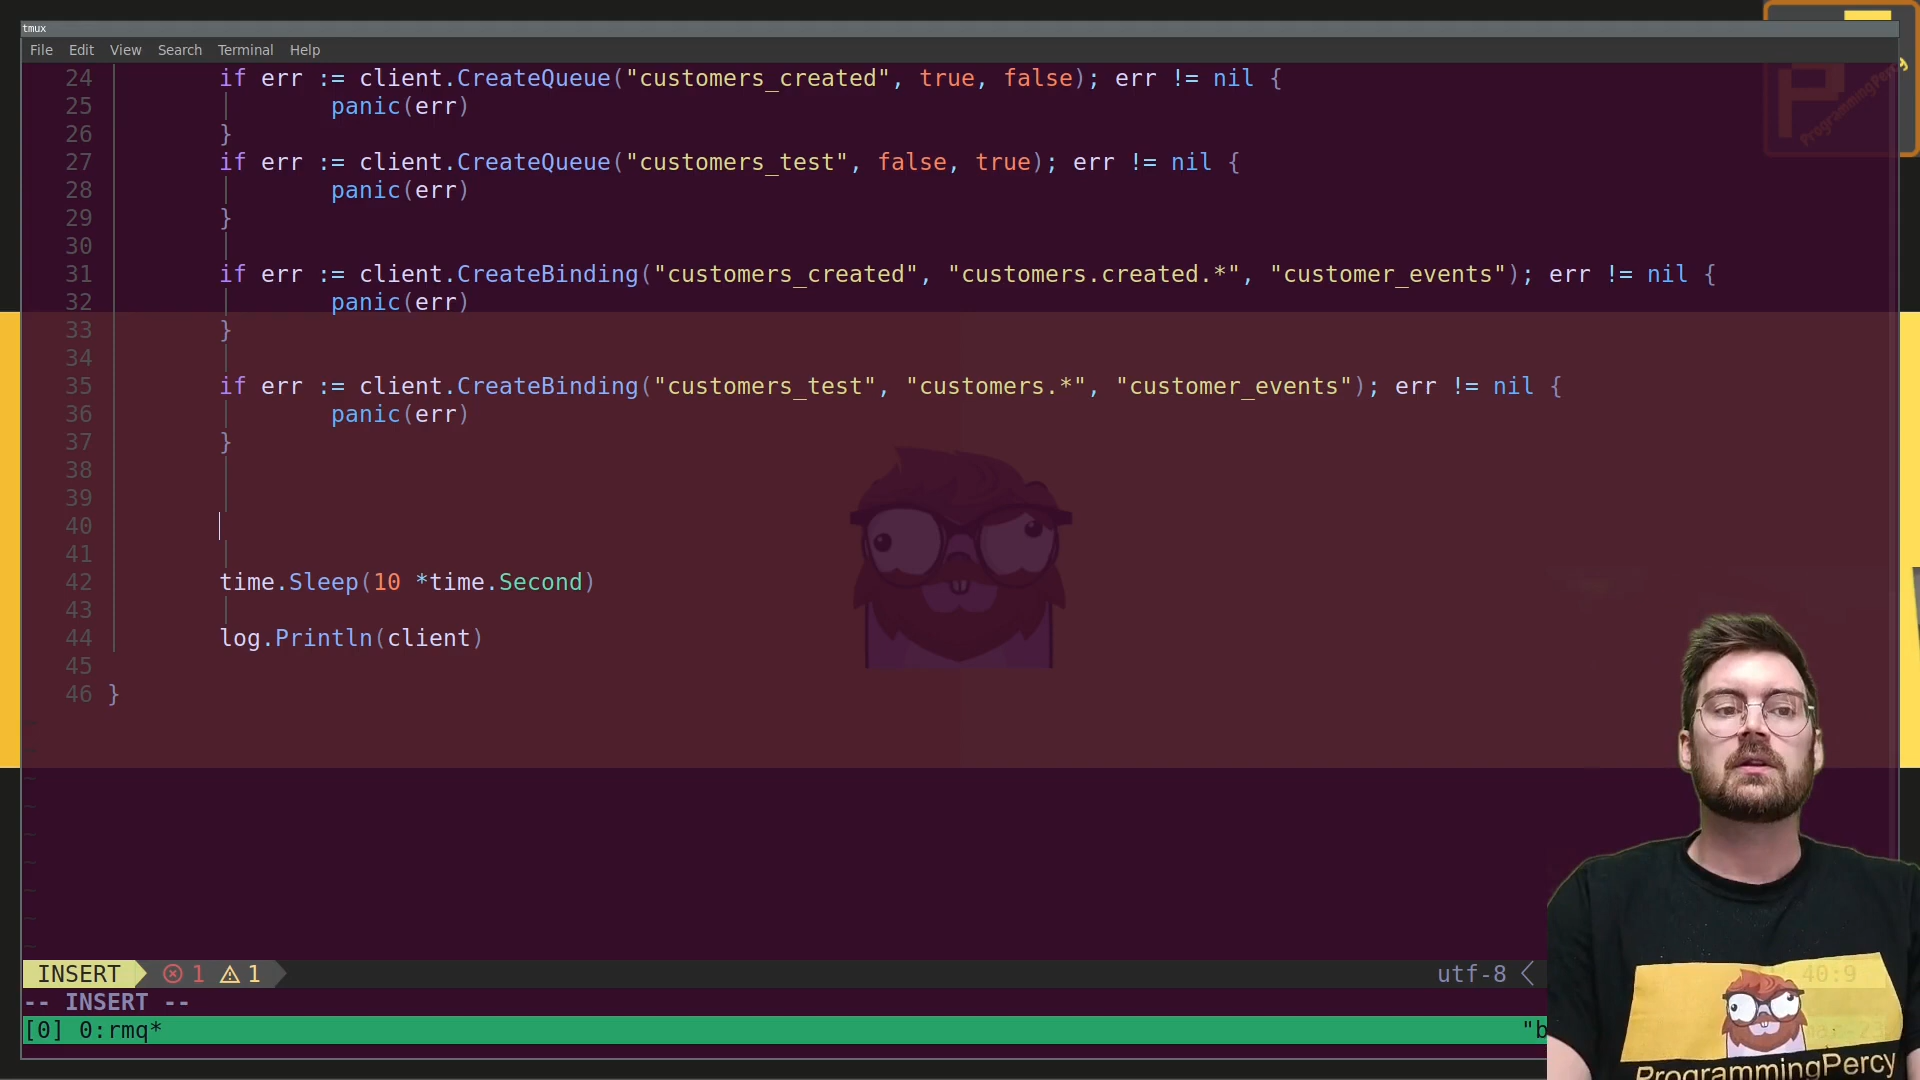 tmux
File Edit View Search Terminal Help
24 if err := client.CreateQueue("customers_created", true, false); err != nil {
25 panic(err)
26 }
27 if err := client.CreateQueue("customers_test", false, true); err != nil {
28 panic(err)
29 }
30
31 if err := client.CreateBinding("customers_created", "customers.created.*", "customer_events"); err != nil {
32 panic(err)
33 }
34
35 if err := client.CreateBinding("customers_test", "customers.*", "customer_events"); err != nil {
36 panic(err)
37 }
38
39
40
41
42 time.Sleep(10 *time.Second)
43
44 log.Println(client)
45
46 }
INSERT 1 1 utf-8 40:9
-- INSERT --
[0] 0:rmq* "b
P
ProgrammingPercy
ProgrammingPercy